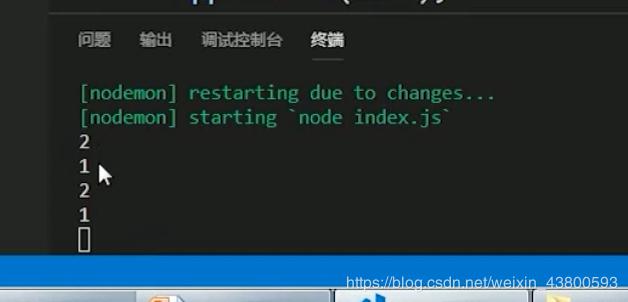 问题 输出 调试控制台 终端
[nodemon] restarting due to changes...
[nodemon] starting `node index.js`
2
1
2
1
https://blog.csdn.net/weixin_43800593